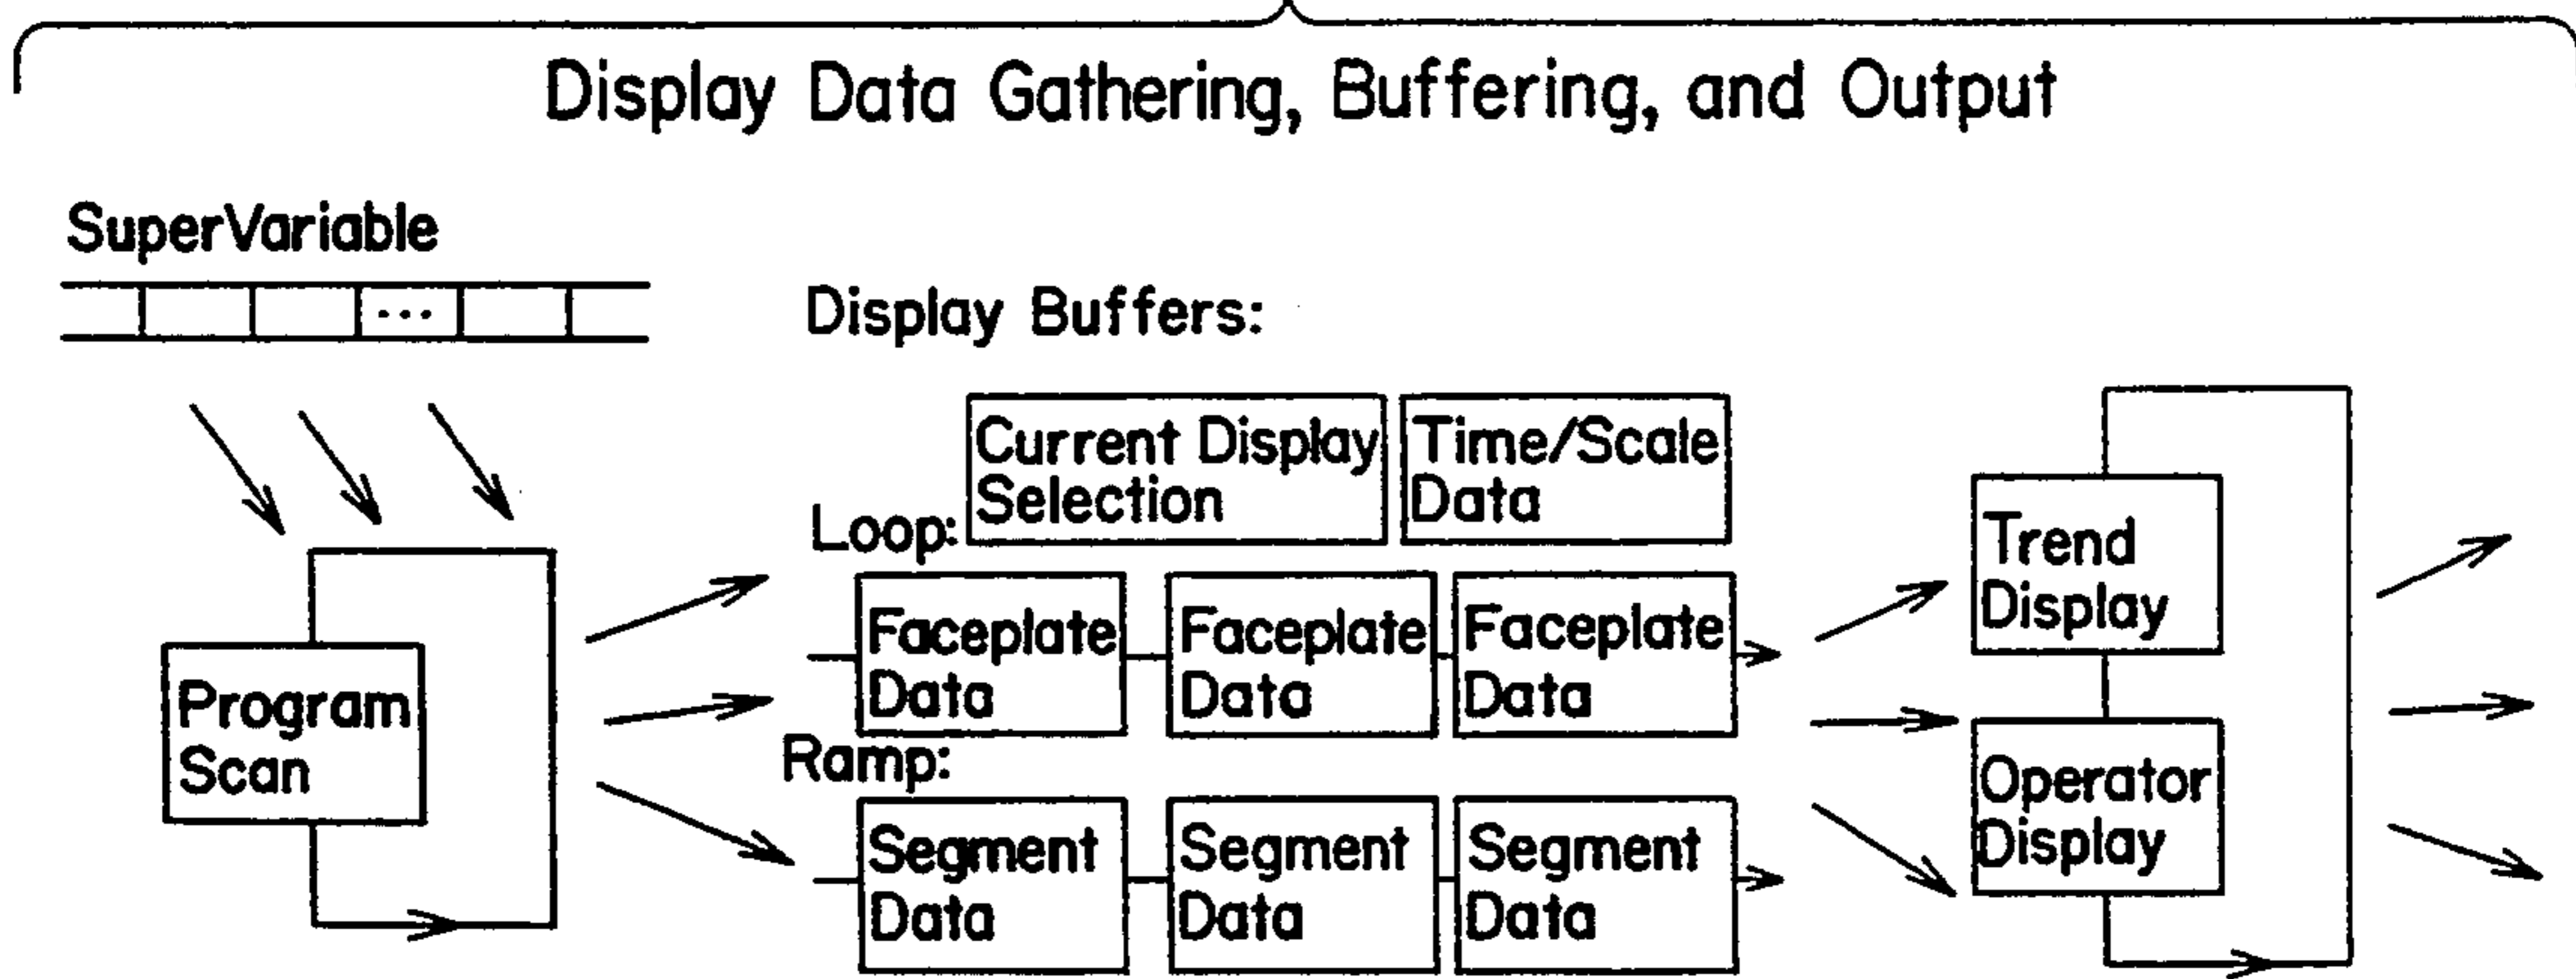 Display Data Gathering, Buffering, and Output
SuperVariable
...
Display Buffers:
Current Display
Selection
Time/Scale
Data
Loop:
Faceplate
Data
Faceplate
Data
Faceplate
Data
Program
Scan
Ramp:
Segment
Data
Segment
Data
Segment
Data
Trend
Display
Operator
Display